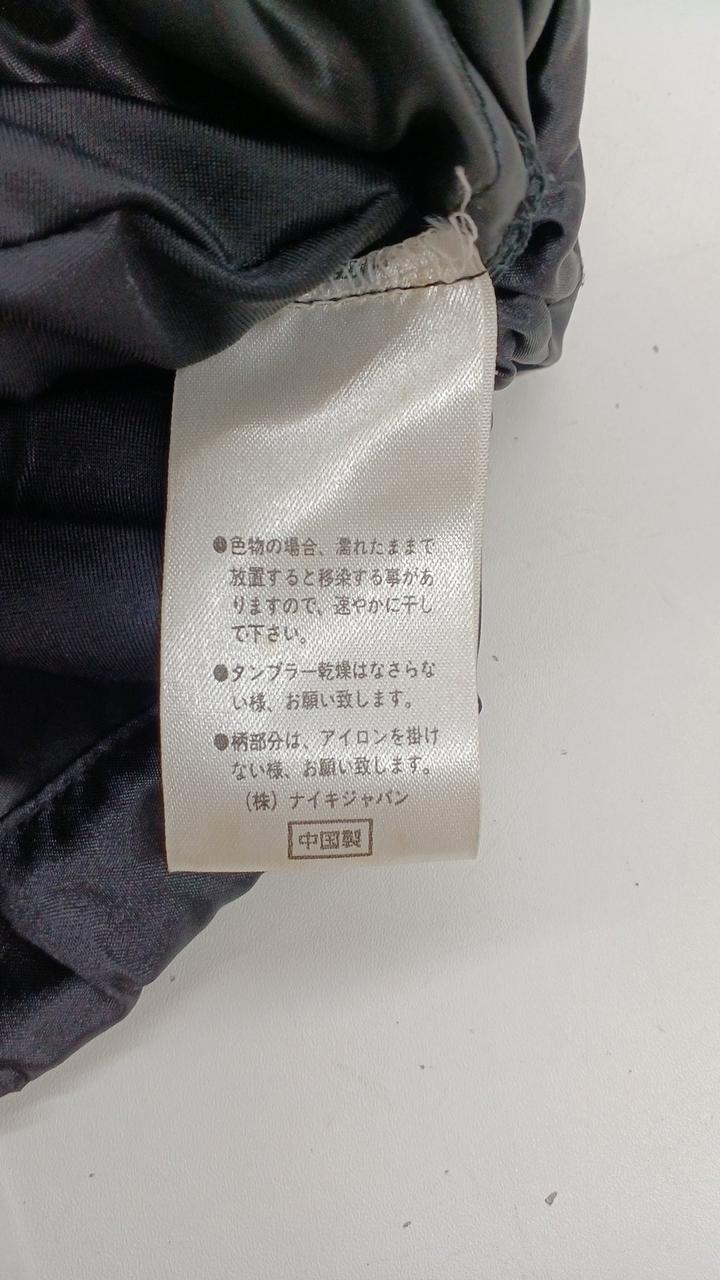 ●色物の場合、濡れたままで
放置すると移染する事があ
りますので、速やかに干し
て下さい。
●タンブラー乾燥はなさらな
い様、お願い致します。
●柄部分は、アイロンを掛け
ない様、お願い致します。
（株）ナイキジャパン
中国製